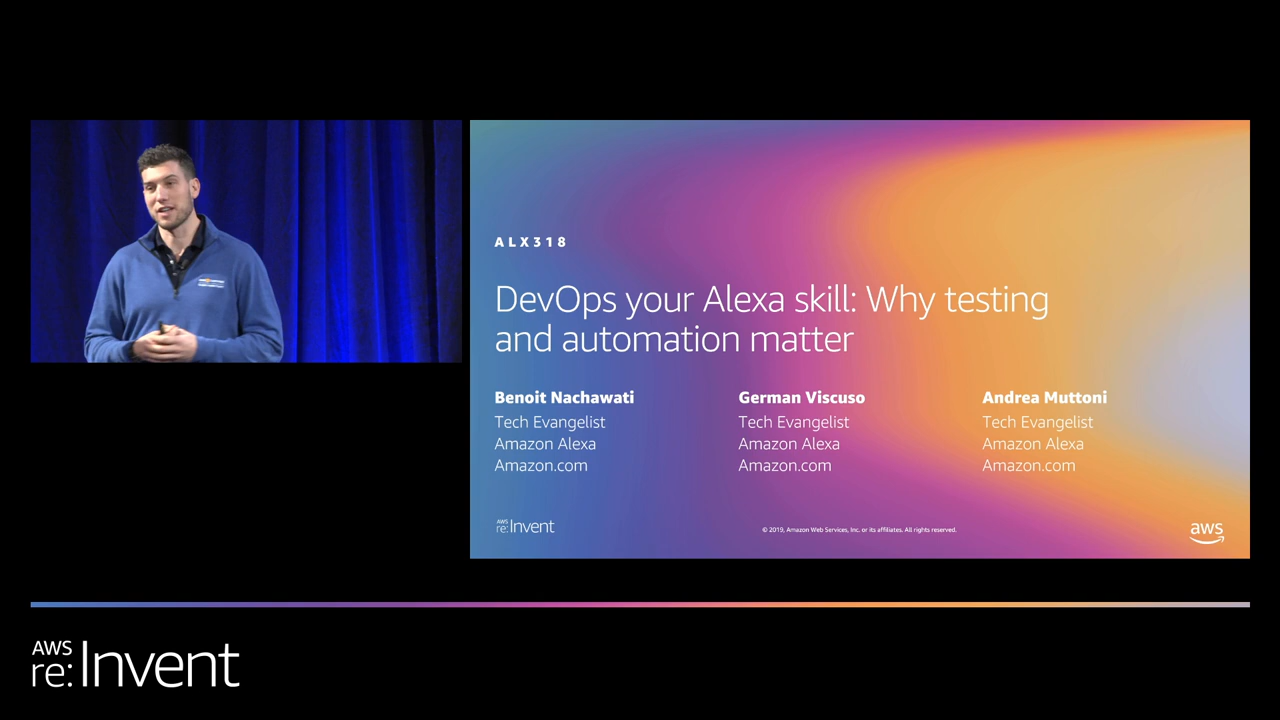 ALX318
DevOps your Alexa skill: Why testing
and automation matter
Benoit Nachawati
Tech Evangelist
Amazon Alexa
Amazon.com
German Viscuso
Tech Evangelist
Amazon Alexa
Amazon.com
Andrea Muttoni
Tech Evangelist
Amazon Alexa
Amazon.com
AWS
re:Invent
© 2019, Amazon Web Services, Inc. or its affiliates. All rights reserved.
aws
AWS
re:Invent